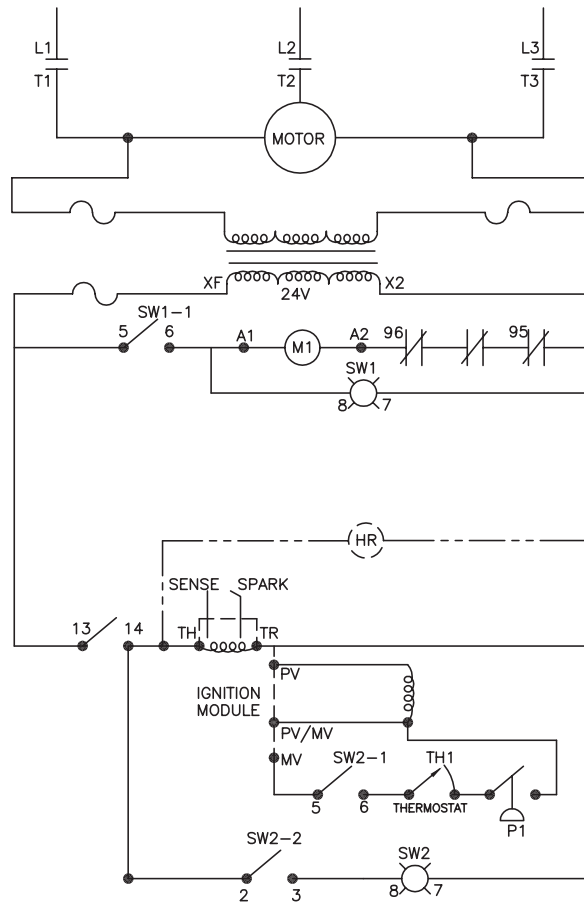 L1 L2 L3
T1 T2 T3
MOTOR
XF X2
24V
SW1-1
5 6 A1 M1 A2 96 95
SW1
8 7
HR
SENSE SPARK
13 14 TH TR
PV
IGNITION
MODULE
PV/MV
MV
SW2-1 TH1
5 6 THERMOSTAT
P1
SW2-2
2 3
SW2
8 7